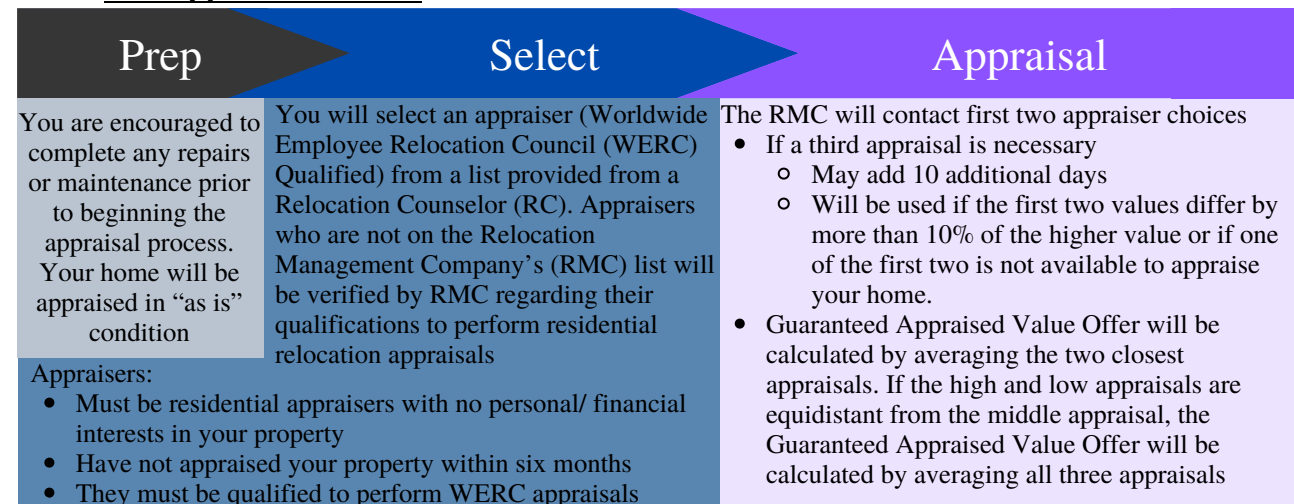 Prep
Select
Appraisal
You are encouraged to
complete any repairs
or maintenance prior
to beginning the
appraisal process.
Your home will be
appraised in “as is”
condition
You will select an appraiser (Worldwide
Employee Relocation Council (WERC)
Qualified) from a list provided from a
Relocation Counselor (RC). Appraisers
who are not on the Relocation
Management Company’s (RMC) list will
be verified by RMC regarding their
qualifications to perform residential
relocation appraisals
Appraisers:
• Must be residential appraisers with no personal/ financial
interests in your property
• Have not appraised your property within six months
• They must be qualified to perform WERC appraisals
The RMC will contact first two appraiser choices
• If a third appraisal is necessary
○ May add 10 additional days
○ Will be used if the first two values differ by
more than 10% of the higher value or if one
of the first two is not available to appraise
your home.
• Guaranteed Appraised Value Offer will be
calculated by averaging the two closest
appraisals. If the high and low appraisals are
equidistant from the middle appraisal, the
Guaranteed Appraised Value Offer will be
calculated by averaging all three appraisals